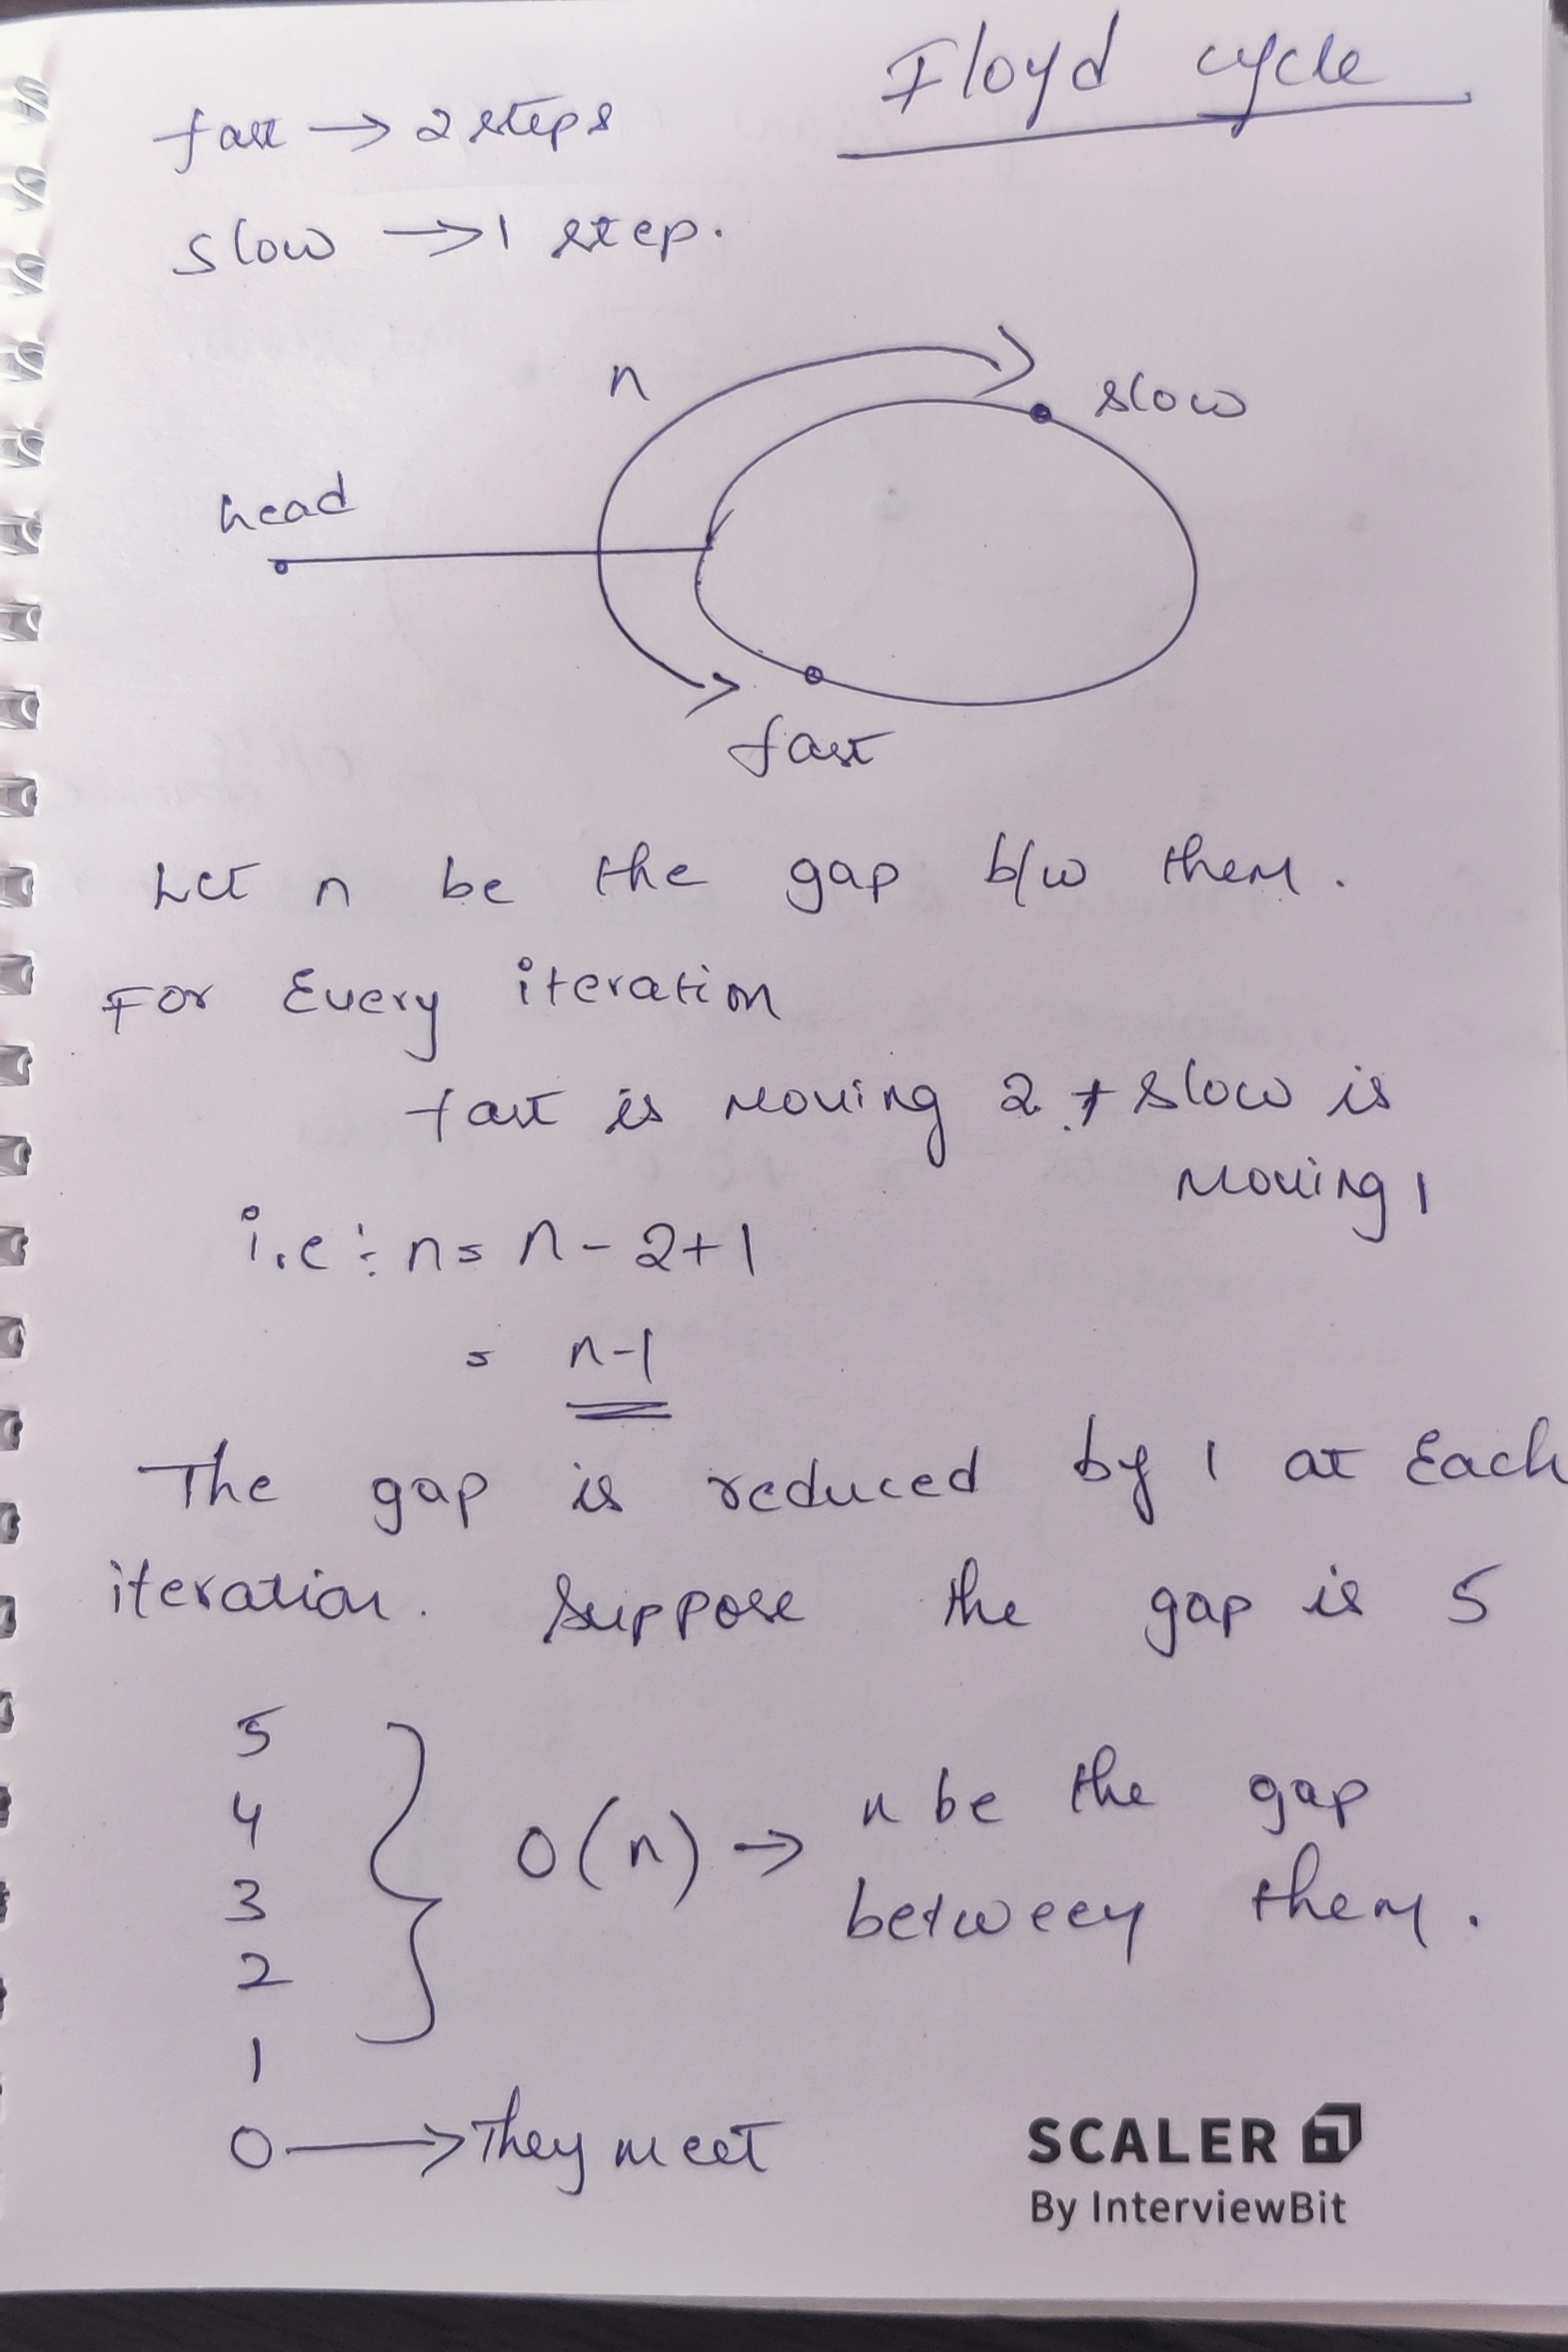 Floyd cycle
fast → 2 steps
slow → 1 step.
n
slow
head
fast
Let n be the gap b/w them.
For Every iteration
fast is moving 2 + slow is
moving 1
i.e : n = n - 2 + 1
= n-1
The gap is reduced by 1 at Each
iteration. Suppose the gap is 5
5
4
3
2
1
O(n) → n be the gap
between them.
0 → They meet
SCALER
By InterviewBit